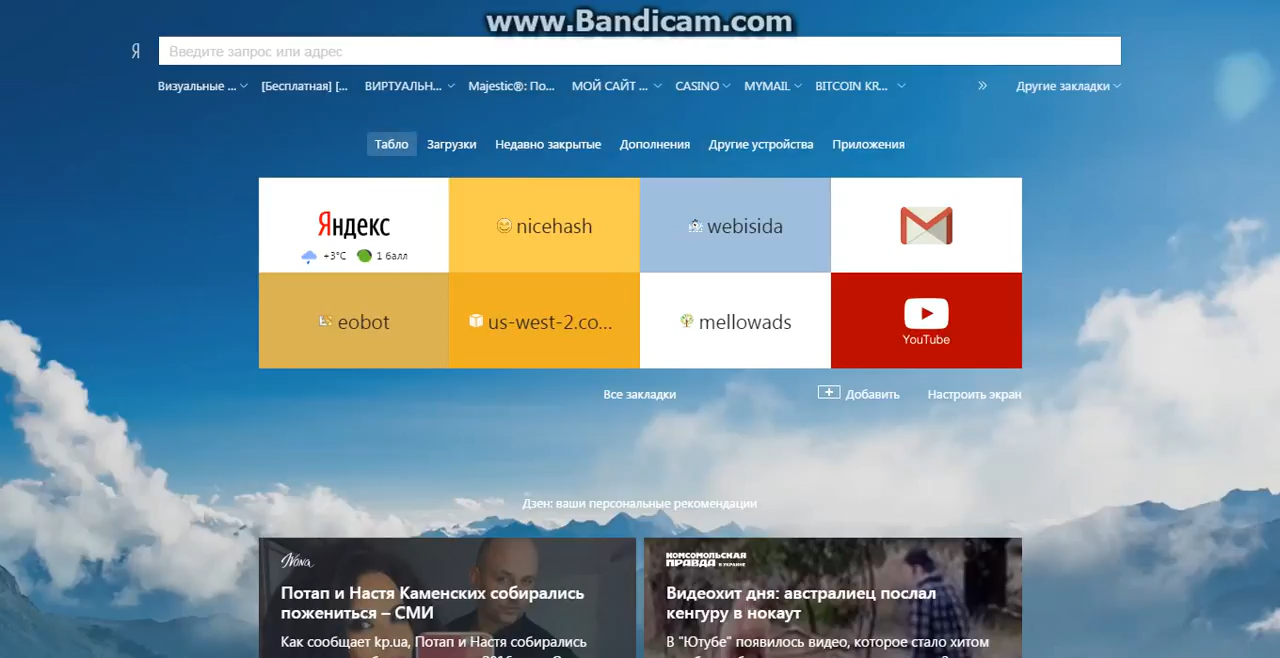 www.Bandicam.com
Я Введите запрос или адрес
Визуальные ... [Бесплатная] [... ВИРТУАЛЬН... Majestic®: По... МОЙ САЙТ ... CASINO MYMAIL BITCOIN KR... » Другие закладки
Табло Загрузки Недавно закрытые Дополнения Другие устройства Приложения
Яндекс nicehash webisida
+3°C 1 балл
eobot us-west-2.co... mellowads YouTube
Все закладки Добавить Настроить экран
Дзен: ваши персональные рекомендации
Ivona
Потап и Настя Каменских собирались
пожениться – СМИ
Как сообщает kp.ua, Потап и Настя собирались
КОМСОМОЛЬСКАЯ
ПРАВДА В УКРАИНЕ
Видеохит дня: австралиец послал
кенгуру в нокаут
В "Ютубе" появилось видео, которое стало хитом